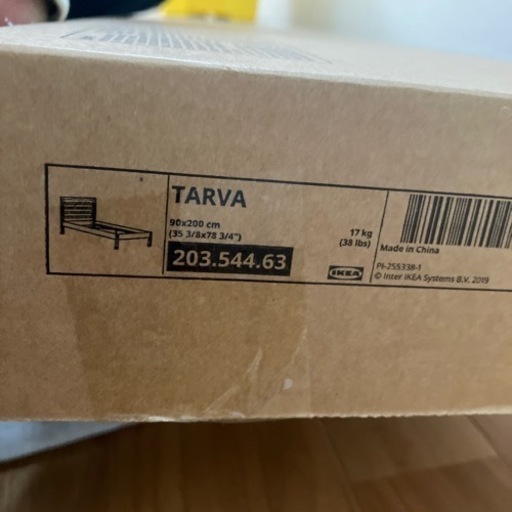 TARVA
90x200 cm
(35 3/8x78 3/4")
17 kg
(38 lbs)
203.544.63
IKEA
Made in China
PI-255338-1
© Inter IKEA Systems B.V. 2019